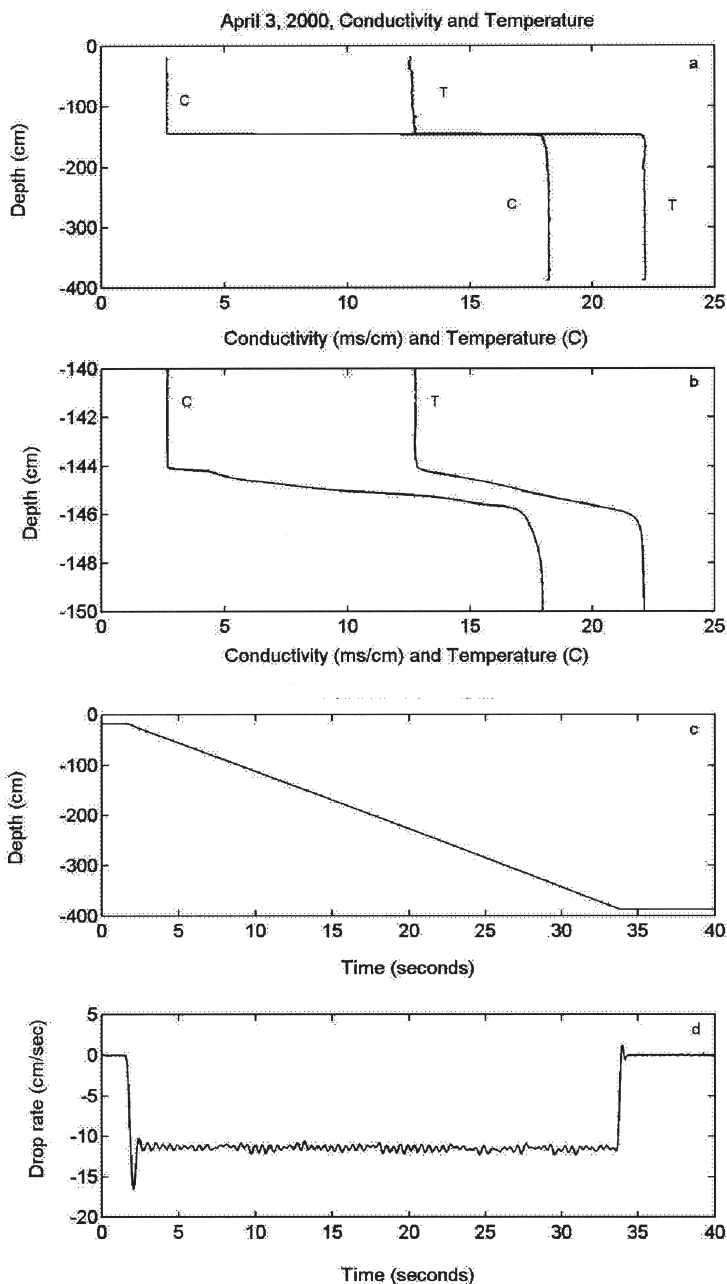 April 3, 2000, Conductivity and Temperature
a
0
-100
-200
-300
-400
Depth (cm)
C
T
C
T
0 5 10 15 20 25
Conductivity (ms/cm) and Temperature (C)
b
-140
-142
-144
-146
-148
-150
Depth (cm)
C
T
0 5 10 15 20 25
Conductivity (ms/cm) and Temperature (C)
c
0
-100
-200
-300
-400
Depth (cm)
0 5 10 15 20 25 30 35 40
Time (seconds)
d
5
0
-5
-10
-15
-20
Drop rate (cm/sec)
0 5 10 15 20 25 30 35 40
Time (seconds)